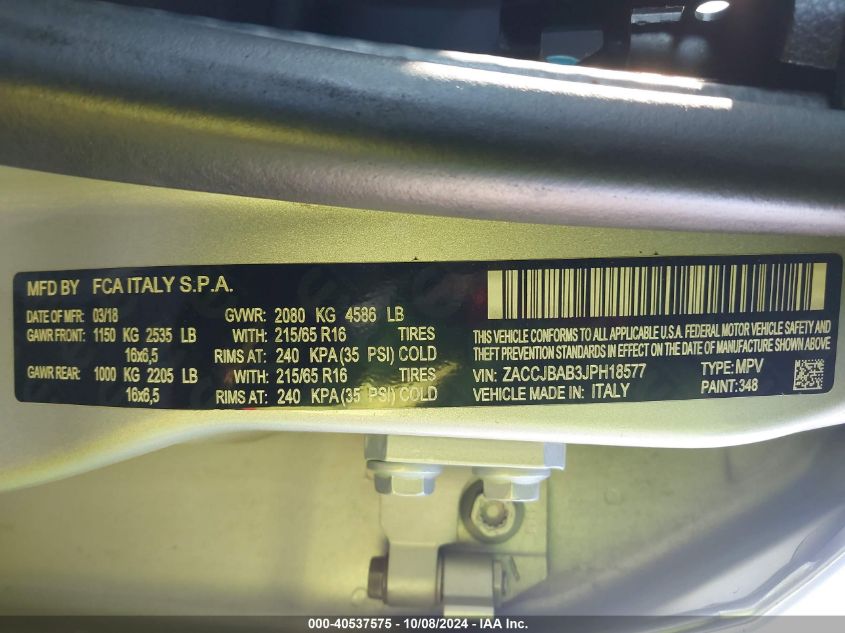 MFD BY FCA ITALY S.P.A.
DATE OF MFR: 03/18 GVWR: 2080 KG 4586 LB
GAWR FRONT: 1150 KG 2535 LB WITH: 215/65 R16 TIRES
16x6,5 RIMS AT: 240 KPA (35 PSI) COLD
GAWR REAR: 1000 KG 2205 LB WITH: 215/65 R16 TIRES
16x6,5 RIMS AT: 240 KPA (35 PSI) COLD
THIS VEHICLE CONFORMS TO ALL APPLICABLE U.S.A. FEDERAL MOTOR VEHICLE SAFETY AND
THEFT PREVENTION STANDARDS IN EFFECT ON THE DATE OF MANUFACTURE SHOWN ABOVE
VIN: ZACCJBAB3JPH18577 TYPE: MPV
VEHICLE MADE IN: ITALY PAINT: 348
000-40537575 - 10/08/2024 - IAA Inc.